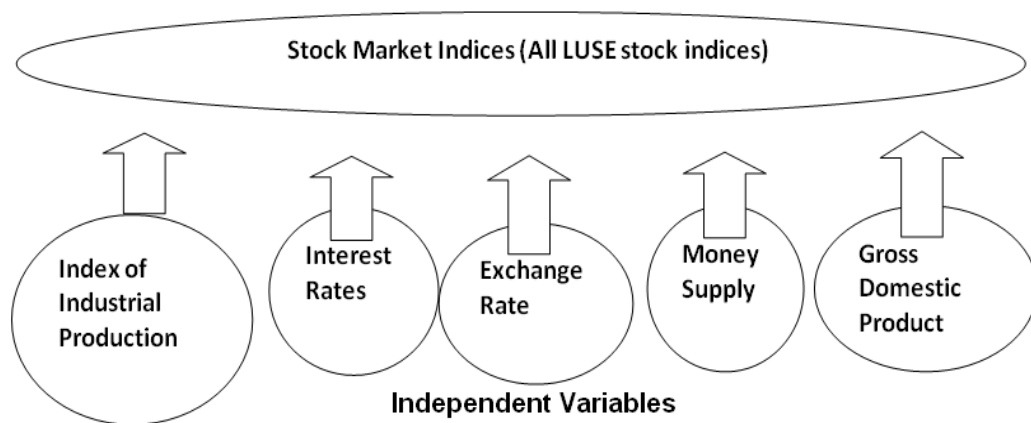 Stock Market Indices (All LUSE stock indices)
Index of
Industrial
Production
Interest
Rates
Exchange
Rate
Money
Supply
Gross
Domestic
Product
Independent Variables